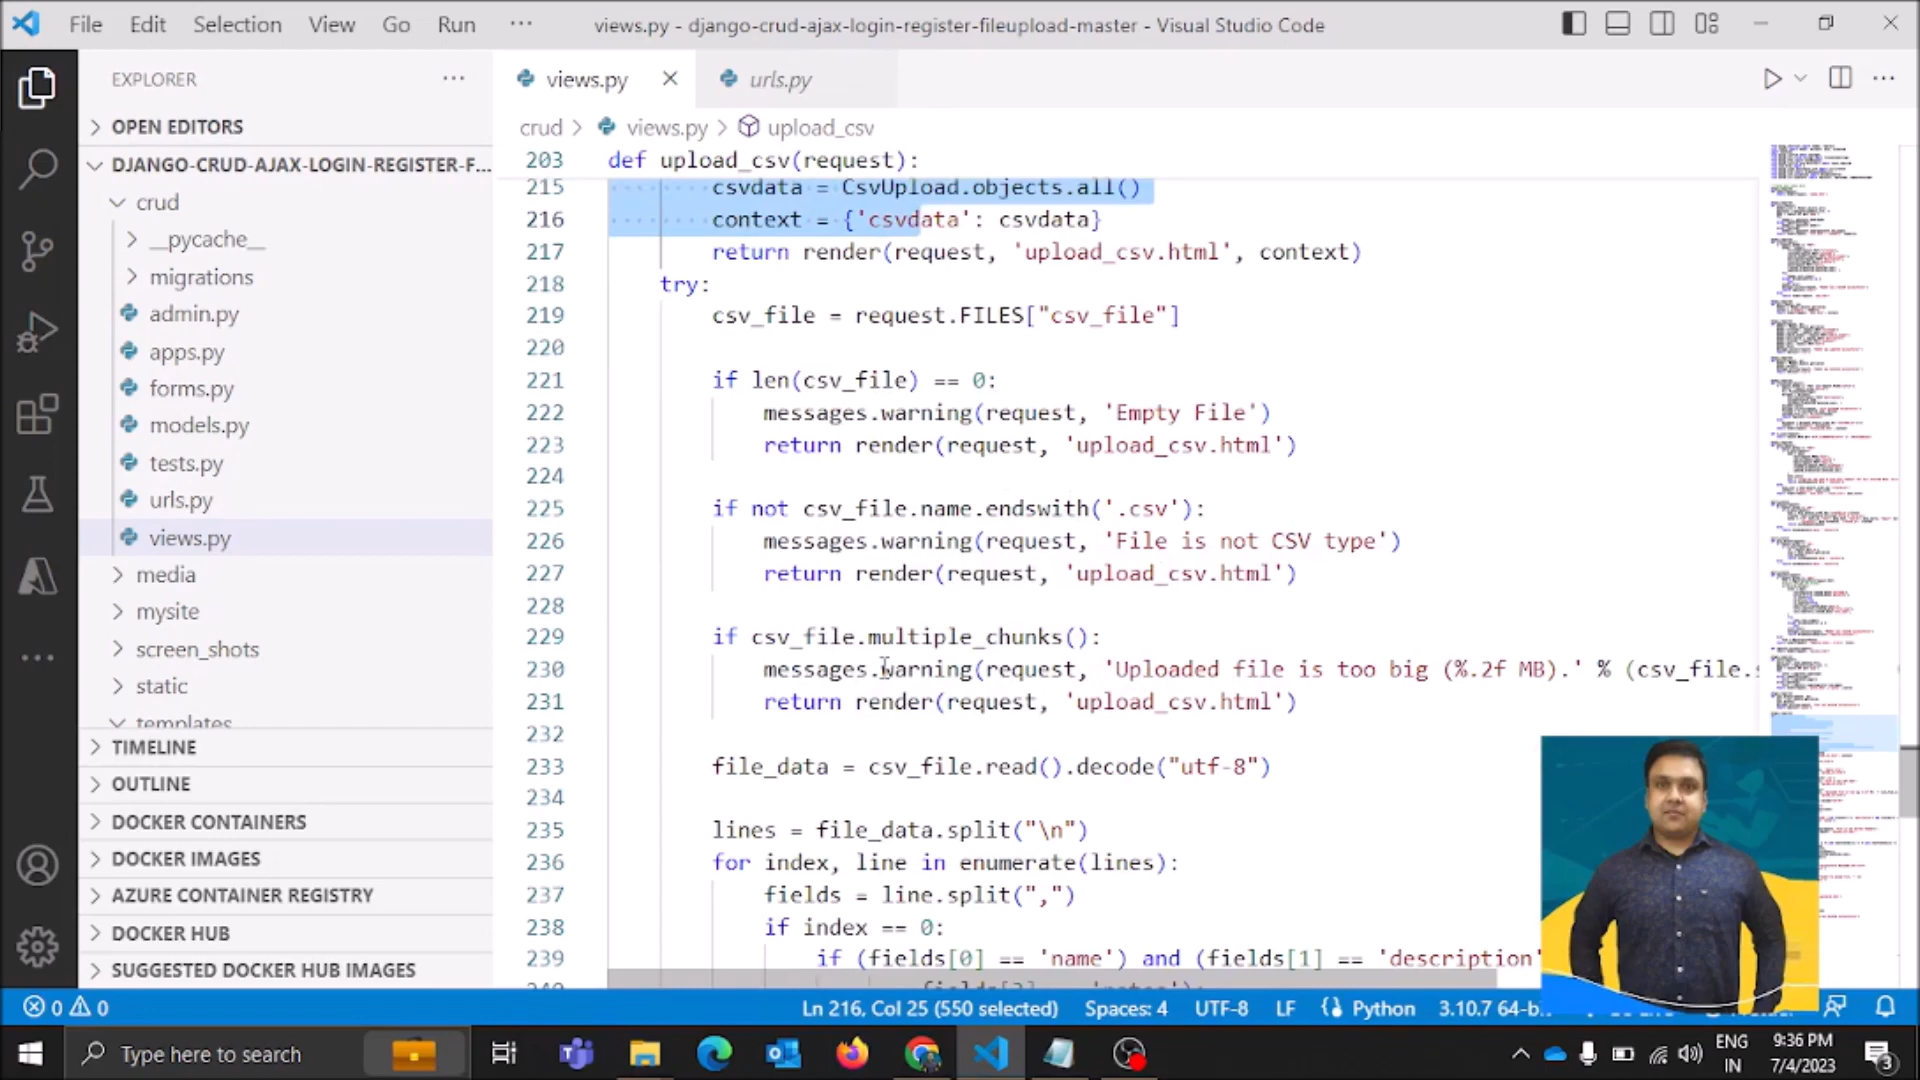 File Edit Selection View Go Run ··· views.py - django-crud-ajax-login-register-fileupload-master - Visual Studio Code
EXPLORER ···
OPEN EDITORS
DJANGO-CRUD-AJAX-LOGIN-REGISTER-F...
crud
__pycache__
migrations
admin.py
apps.py
forms.py
models.py
tests.py
urls.py
views.py
media
mysite
screen_shots
static
templates
TIMELINE
OUTLINE
DOCKER CONTAINERS
DOCKER IMAGES
AZURE CONTAINER REGISTRY
DOCKER HUB
SUGGESTED DOCKER HUB IMAGES
views.py urls.py
crud > views.py > upload_csv
203 def upload_csv(request):
215 csvdata = CsvUpload.objects.all()
216 context = {'csvdata': csvdata}
217 return render(request, 'upload_csv.html', context)
218 try:
219 csv_file = request.FILES["csv_file"]
220
221 if len(csv_file) == 0:
222 messages.warning(request, 'Empty File')
223 return render(request, 'upload_csv.html')
224
225 if not csv_file.name.endswith('.csv'):
226 messages.warning(request, 'File is not CSV type')
227 return render(request, 'upload_csv.html')
228
229 if csv_file.multiple_chunks():
230 messages.warning(request, 'Uploaded file is too big (%.2f MB).' % (csv_file.
231 return render(request, 'upload_csv.html')
232
233 file_data = csv_file.read().decode("utf-8")
234
235 lines = file_data.split("\n")
236 for index, line in enumerate(lines):
237 fields = line.split(",")
238 if index == 0:
239 if (fields[0] == 'name') and (fields[1] == 'description'
0 0 Ln 216, Col 25 (550 selected) Spaces: 4 UTF-8 LF Python 3.10.7 64-bi
Type here to search
ENG
IN
9:36 PM
7/4/2023
3